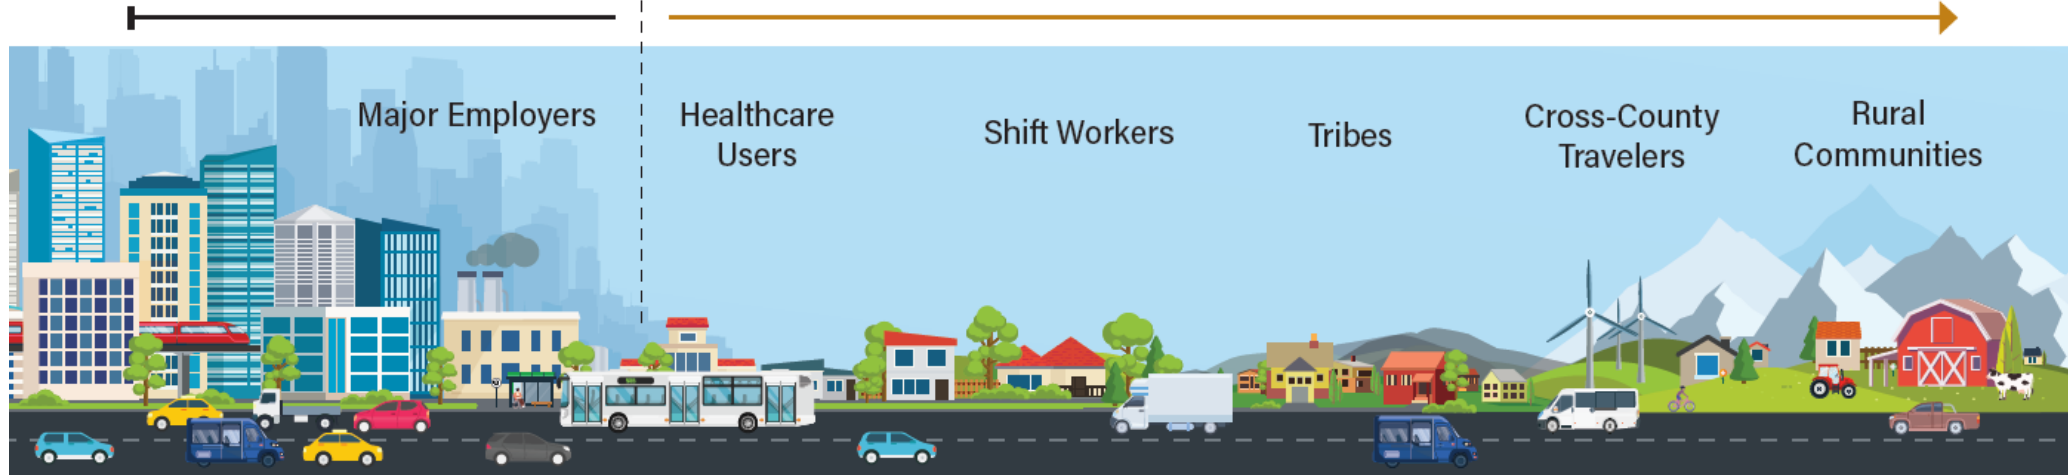 Major Employers
Healthcare
Users
Shift Workers
Tribes
Cross-County
Travelers
Rural
Communities